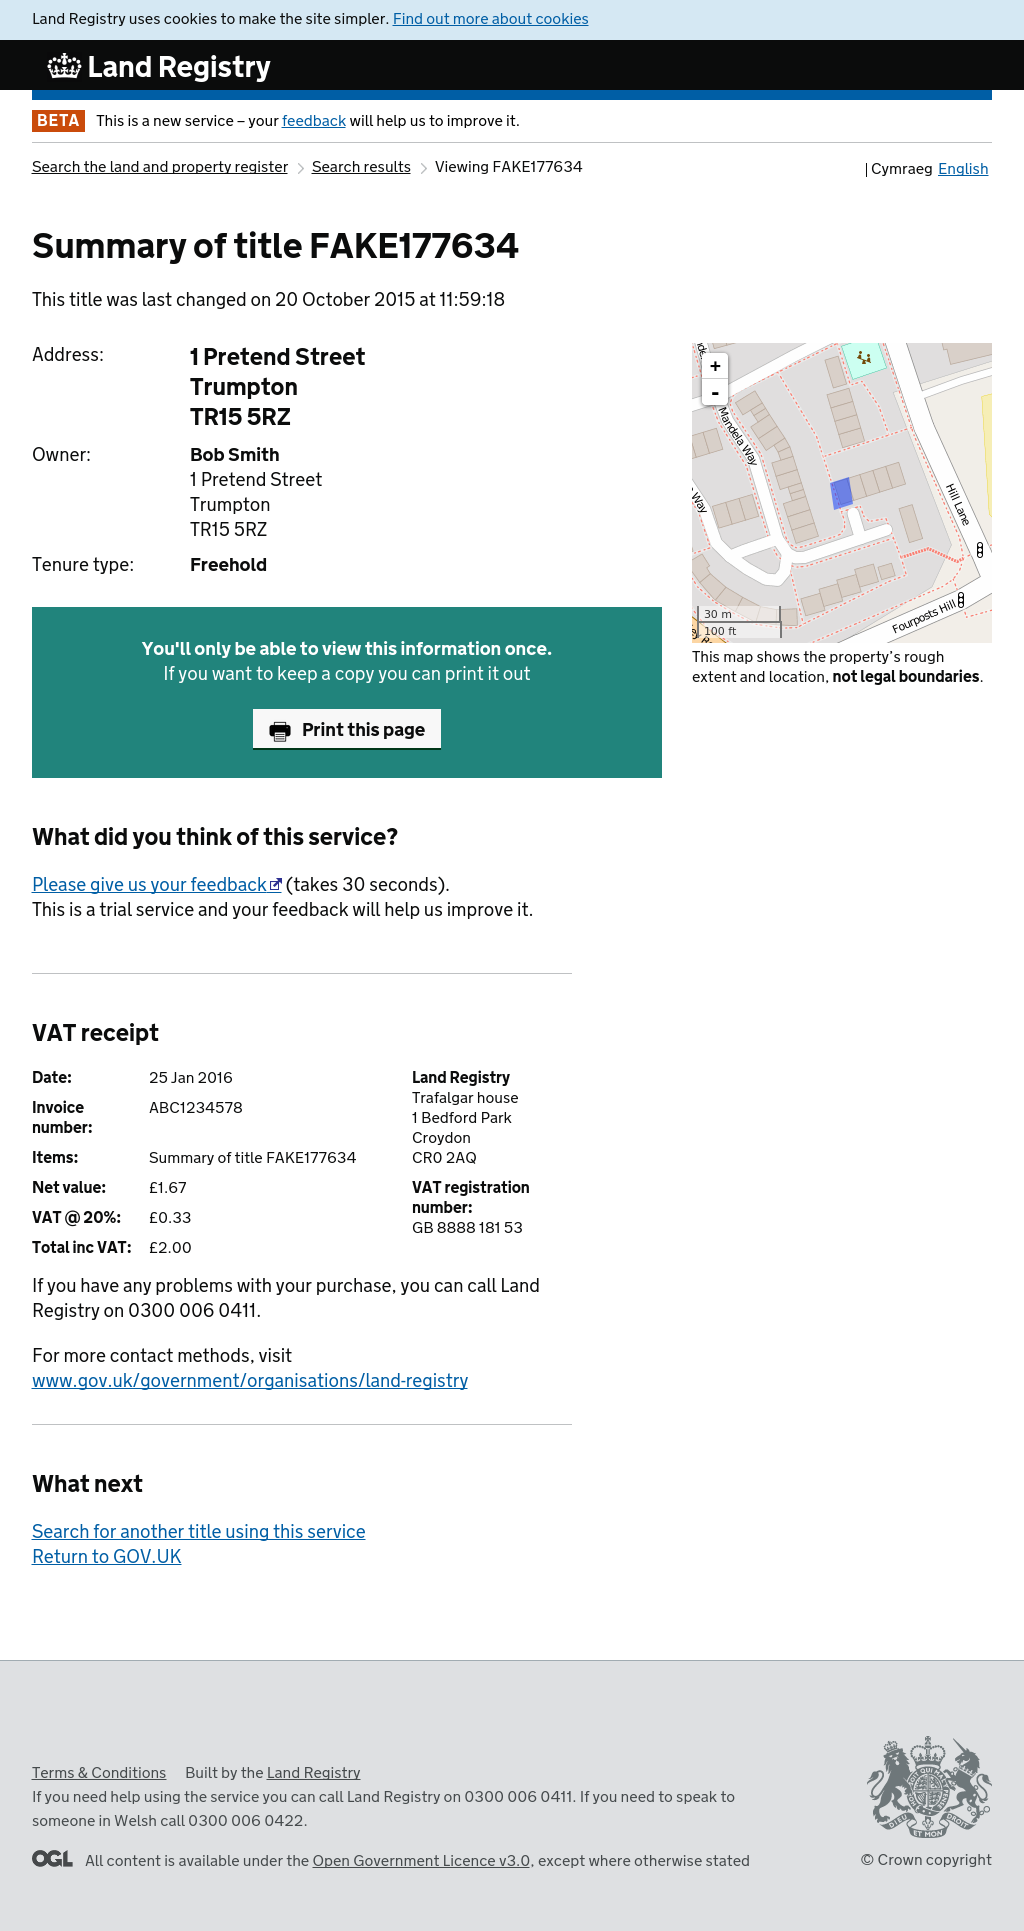 Land Registry uses cookies to make the site simpler. Find out more about cookies
Land Registry
BETA This is a new service – your feedback will help us to improve it.
Search the land and property register Search results Viewing FAKE177634
| Cymraeg English
Summary of title FAKE177634
This title was last changed on 20 October 2015 at 11:59:18
Address: 1 Pretend Street
Trumpton
TR15 5RZ
Owner: Bob Smith
1 Pretend Street
Trumpton
TR15 5RZ
Tenure type: Freehold
+
-
Mandela Way
Way
Hill Lane
Fourposts Hill
30 m
100 ft
This map shows the property's rough
extent and location, not legal boundaries.
You'll only be able to view this information once.
If you want to keep a copy you can print it out
Print this page
What did you think of this service?
Please give us your feedback (takes 30 seconds).
This is a trial service and your feedback will help us improve it.
VAT receipt
Date: 25 Jan 2016
Invoice number: ABC1234578
Items: Summary of title FAKE177634
Net value: £1.67
VAT @ 20%: £0.33
Total inc VAT: £2.00
Land Registry
Trafalgar house
1 Bedford Park
Croydon
CR0 2AQ
VAT registration
number:
GB 8888 181 53
If you have any problems with your purchase, you can call Land
Registry on 0300 006 0411.
For more contact methods, visit
www.gov.uk/government/organisations/land-registry
What next
Search for another title using this service
Return to GOV.UK
Terms & Conditions Built by the Land Registry
If you need help using the service you can call Land Registry on 0300 006 0411. If you need to speak to
someone in Welsh call 0300 006 0422.
OGL All content is available under the Open Government Licence v3.0, except where otherwise stated
DIEU ET MON DROIT
© Crown copyright